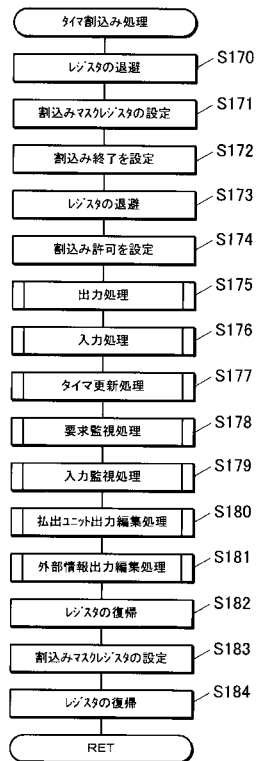 ﾀｲﾏ割込み処理
ﾚｼﾞｽﾀの退避 S170
割込みﾏｽｸﾚｼﾞｽﾀの設定 S171
割込み終了を設定 S172
ﾚｼﾞｽﾀの退避 S173
割込み許可を設定 S174
出力処理 S175
入力処理 S176
ﾀｲﾏ更新処理 S177
要求監視処理 S178
入力監視処理 S179
払出ﾕﾆｯﾄ出力編集処理 S180
外部情報出力編集処理 S181
ﾚｼﾞｽﾀの復帰 S182
割込みﾏｽｸﾚｼﾞｽﾀの設定 S183
ﾚｼﾞｽﾀの復帰 S184
RET